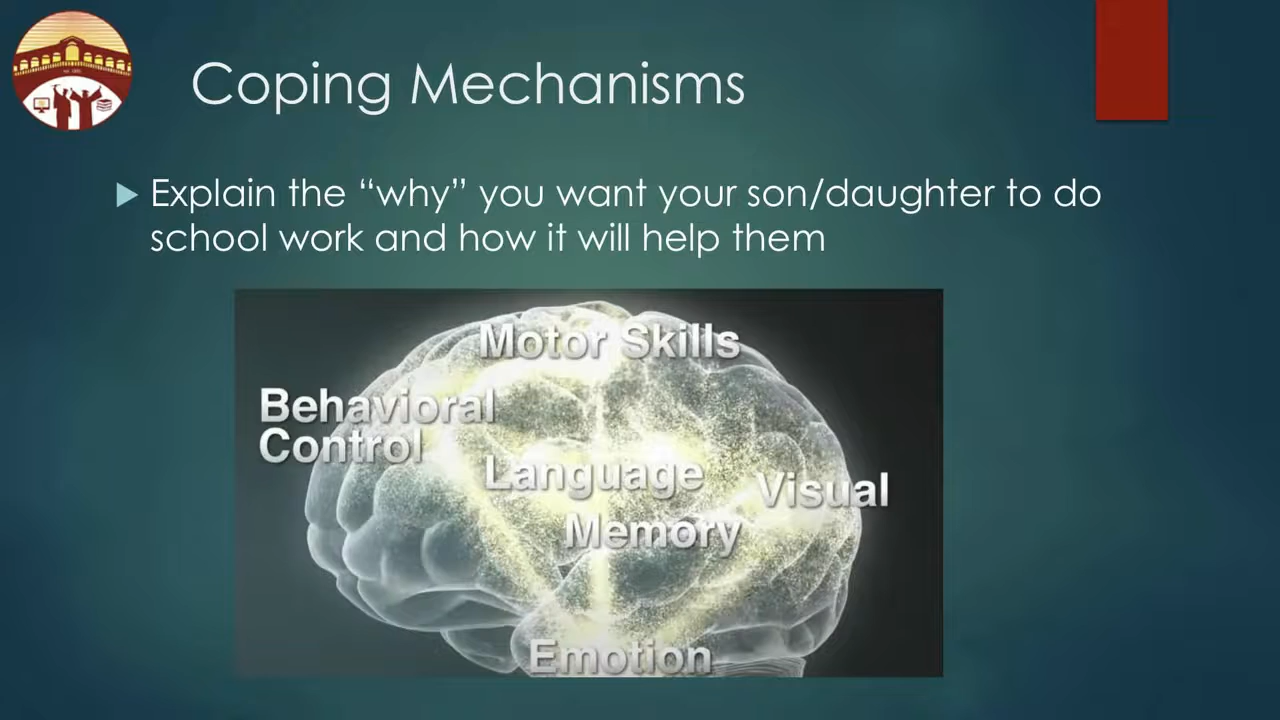 Coping Mechanisms
Explain the “why” you want your son/daughter to do
school work and how it will help them
Motor Skills
Behavioral
Control
Language
Visual
Memory
Emotion